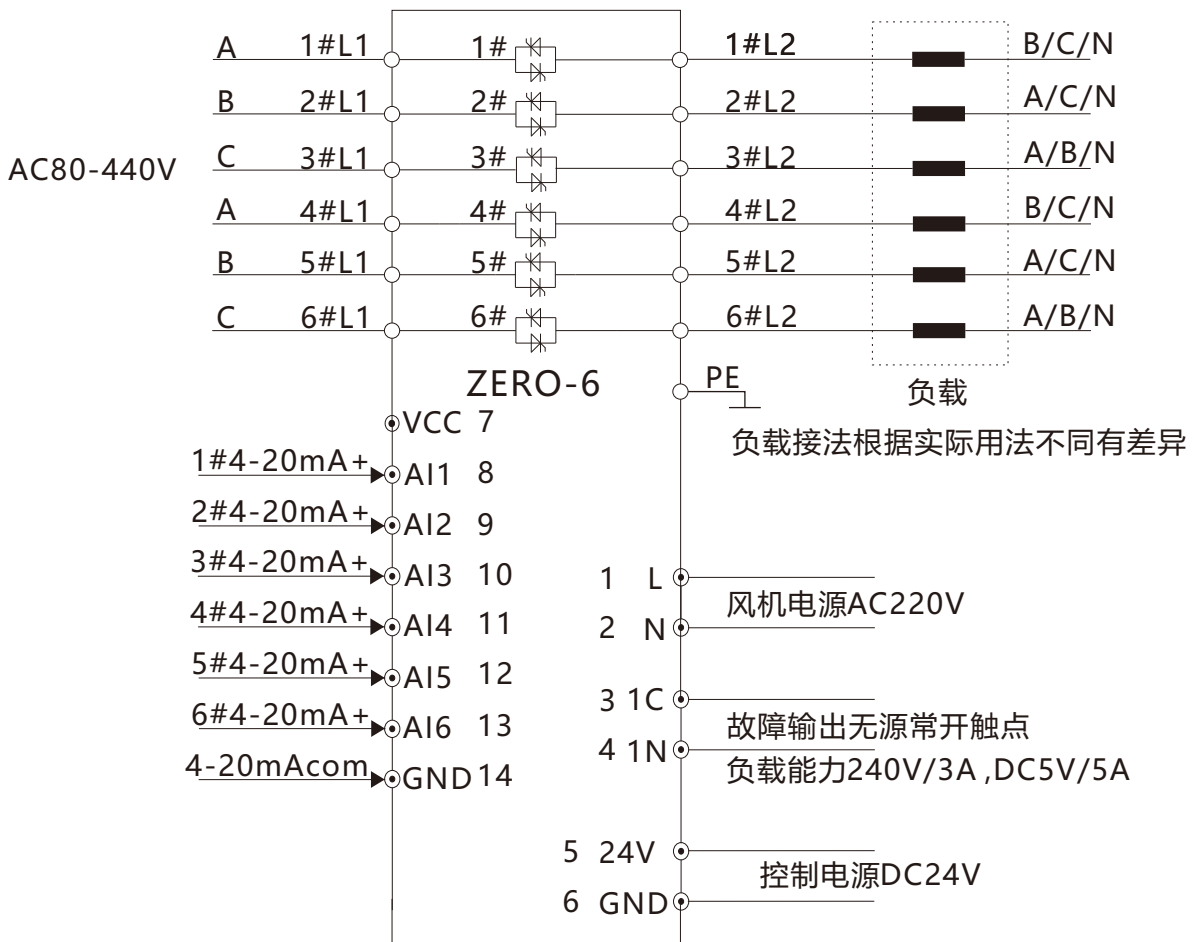 A 1#L1 1# 1#L2 B/C/N
B 2#L1 2# 2#L2 A/C/N
AC80-440V
C 3#L1 3# 3#L2 A/B/N
A 4#L1 4# 4#L2 B/C/N
B 5#L1 5# 5#L2 A/C/N
C 6#L1 6# 6#L2 A/B/N
ZERO-6
PE
负载
负载接法根据实际用法不同有差异
VCC 7
1#4-20mA+ AI1 8
2#4-20mA+ AI2 9
3#4-20mA+ AI3 10
4#4-20mA+ AI4 11
5#4-20mA+ AI5 12
6#4-20mA+ AI6 13
4-20mAcom GND 14
1 L
风机电源AC220V
2 N
3 1C
故障输出无源常开触点
4 1N
负载能力240V/3A ,DC5V/5A
5 24V
控制电源DC24V
6 GND